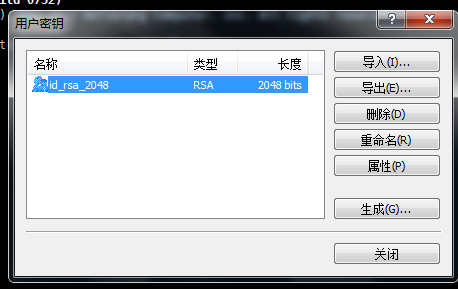 用户密钥
名称 类型 长度
id_rsa_2048 RSA 2048 bits
导入(I)...
导出(E)...
删除(D)
重命名(R)
属性(P)
生成(G)...
关闭